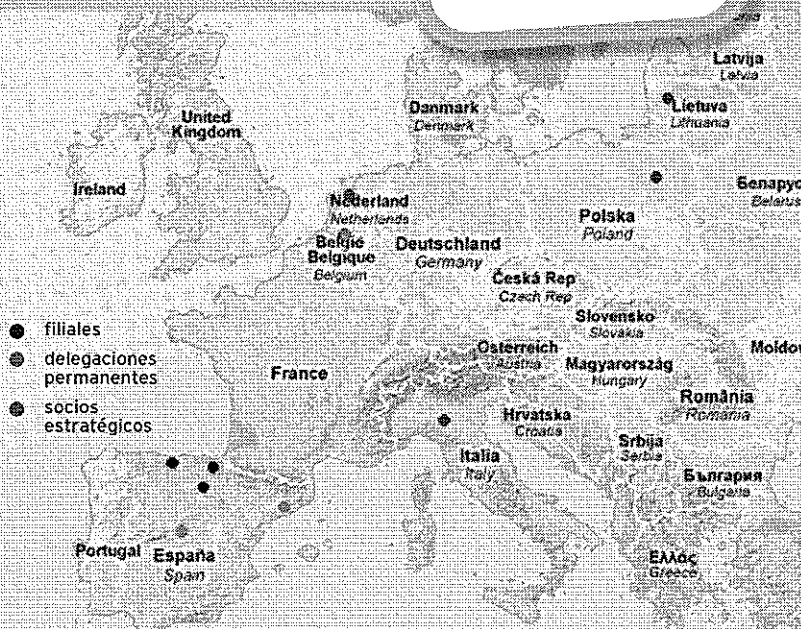 Latvija
Latvia
Danmark
Denmark
Lietuva
Lithuania
United
Kingdom
Ireland
Nederland
Netherlands
Беларус
Belarus
Polska
Poland
België
Belgique
Belgium
Deutschland
Germany
Česká Rep
Czech Rep
Slovensko
Slovakia
filiales
delegaciones
permanentes
socios
estratégicos
France
Österreich
Austria
Magyarország
Hungary
Moldov
România
Romania
Hrvatska
Croatia
Srbija
Serbia
Italia
Italy
България
Bulgaria
Portugal
España
Spain
Ελλάς
Greece